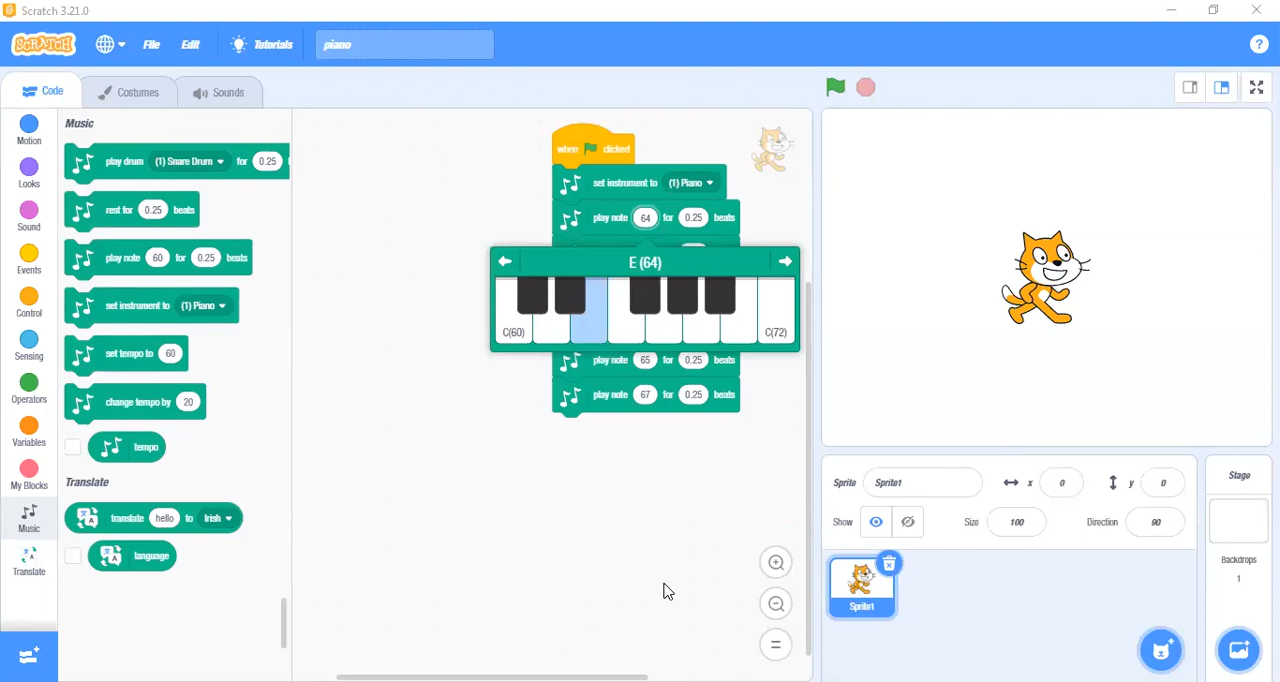 Scratch 3.21.0
SCRATCH File Edit Tutorials piano ?
Code Costumes Sounds
Motion
Looks
Sound
Events
Control
Sensing
Operators
Variables
My Blocks
Music
Translate
Music
play drum (1) Snare Drum for 0.25
rest for 0.25 beats
play note 60 for 0.25 beats
set instrument to (1) Piano
set tempo to 60
change tempo by 20
tempo
Translate
translate hello to Irish
language
when clicked
set instrument to (1) Piano
play note 64 for 0.25 beats
E (64)
C(60) C(72)
play note 65 for 0.25 beats
play note 67 for 0.25 beats
Sprite Sprite1 x 0 y 0
Show Size 100 Direction 90
Sprite1
Stage
Backdrops
1